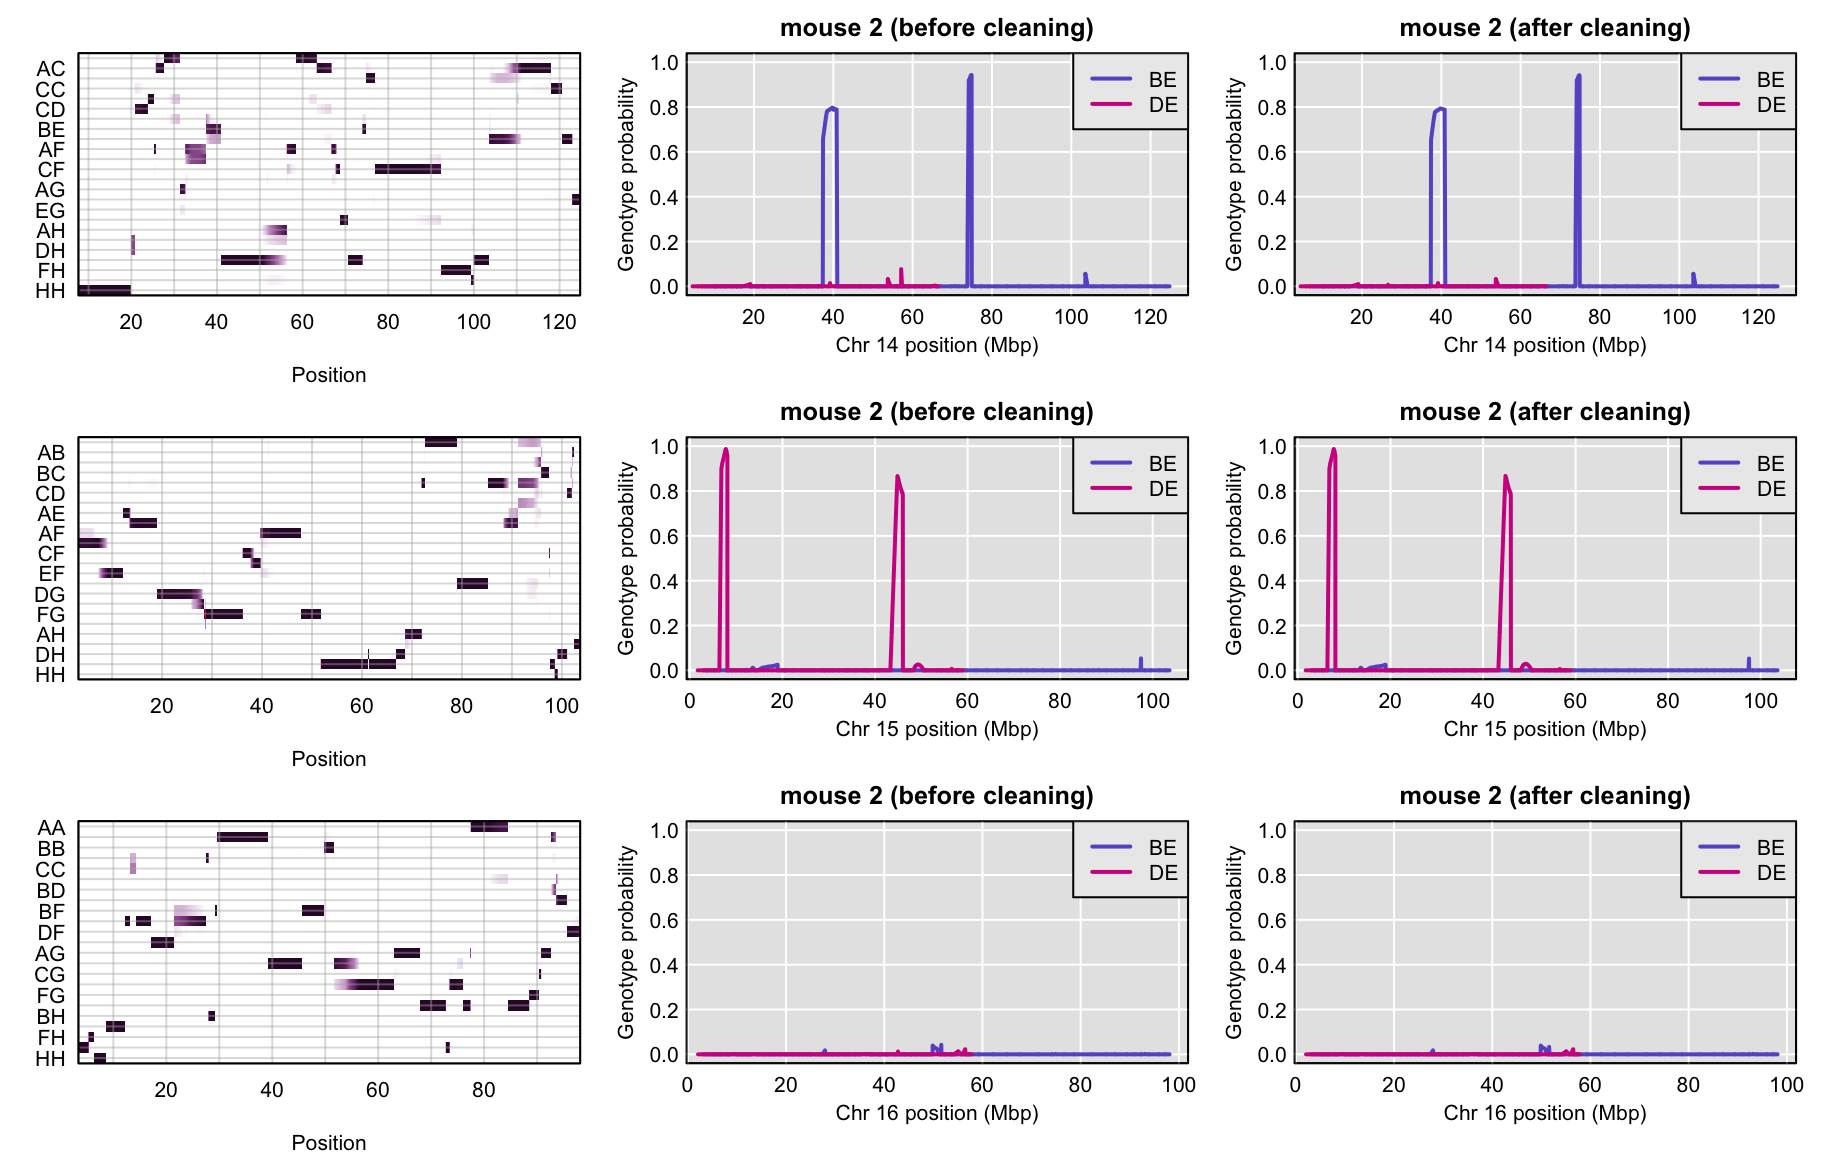 mouse 2 (before cleaning)
mouse 2 (after cleaning)
AC
CC
CD
BE
AF
CF
AG
EG
AH
DH
FH
HH
20 40 60 80 100 120
Position
Genotype probability
1.0
0.8
0.6
0.4
0.2
0.0
BE
DE
20 40 60 80 100 120
Chr 14 position (Mbp)
Genotype probability
1.0
0.8
0.6
0.4
0.2
0.0
BE
DE
20 40 60 80 100 120
Chr 14 position (Mbp)
mouse 2 (before cleaning)
mouse 2 (after cleaning)
AB
BC
CD
AE
AF
CF
EF
DG
FG
AH
DH
HH
20 40 60 80 100
Position
Genotype probability
1.0
0.8
0.6
0.4
0.2
0.0
BE
DE
0 20 40 60 80 100
Chr 15 position (Mbp)
Genotype probability
1.0
0.8
0.6
0.4
0.2
0.0
BE
DE
0 20 40 60 80 100
Chr 15 position (Mbp)
mouse 2 (before cleaning)
mouse 2 (after cleaning)
AA
BB
CC
BD
BF
DF
AG
CG
FG
BH
FH
HH
20 40 60 80
Position
Genotype probability
1.0
0.8
0.6
0.4
0.2
0.0
BE
DE
0 20 40 60 80 100
Chr 16 position (Mbp)
Genotype probability
1.0
0.8
0.6
0.4
0.2
0.0
BE
DE
0 20 40 60 80 100
Chr 16 position (Mbp)